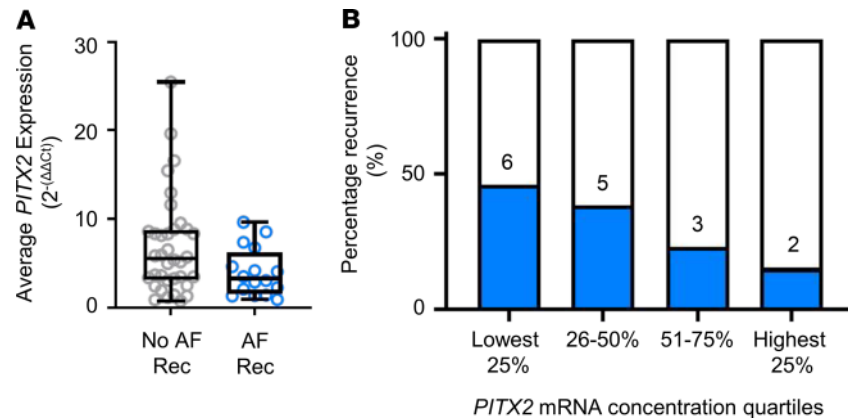 A
Average PITX2 Expression
(2-(ΔΔCt))
30
20
10
0
No AF
Rec
AF
Rec
B
Percentage recurrence
(%)
100
50
0
6
5
3
2
Lowest
25%
26-50%
51-75%
Highest
25%
PITX2 mRNA concentration quartiles